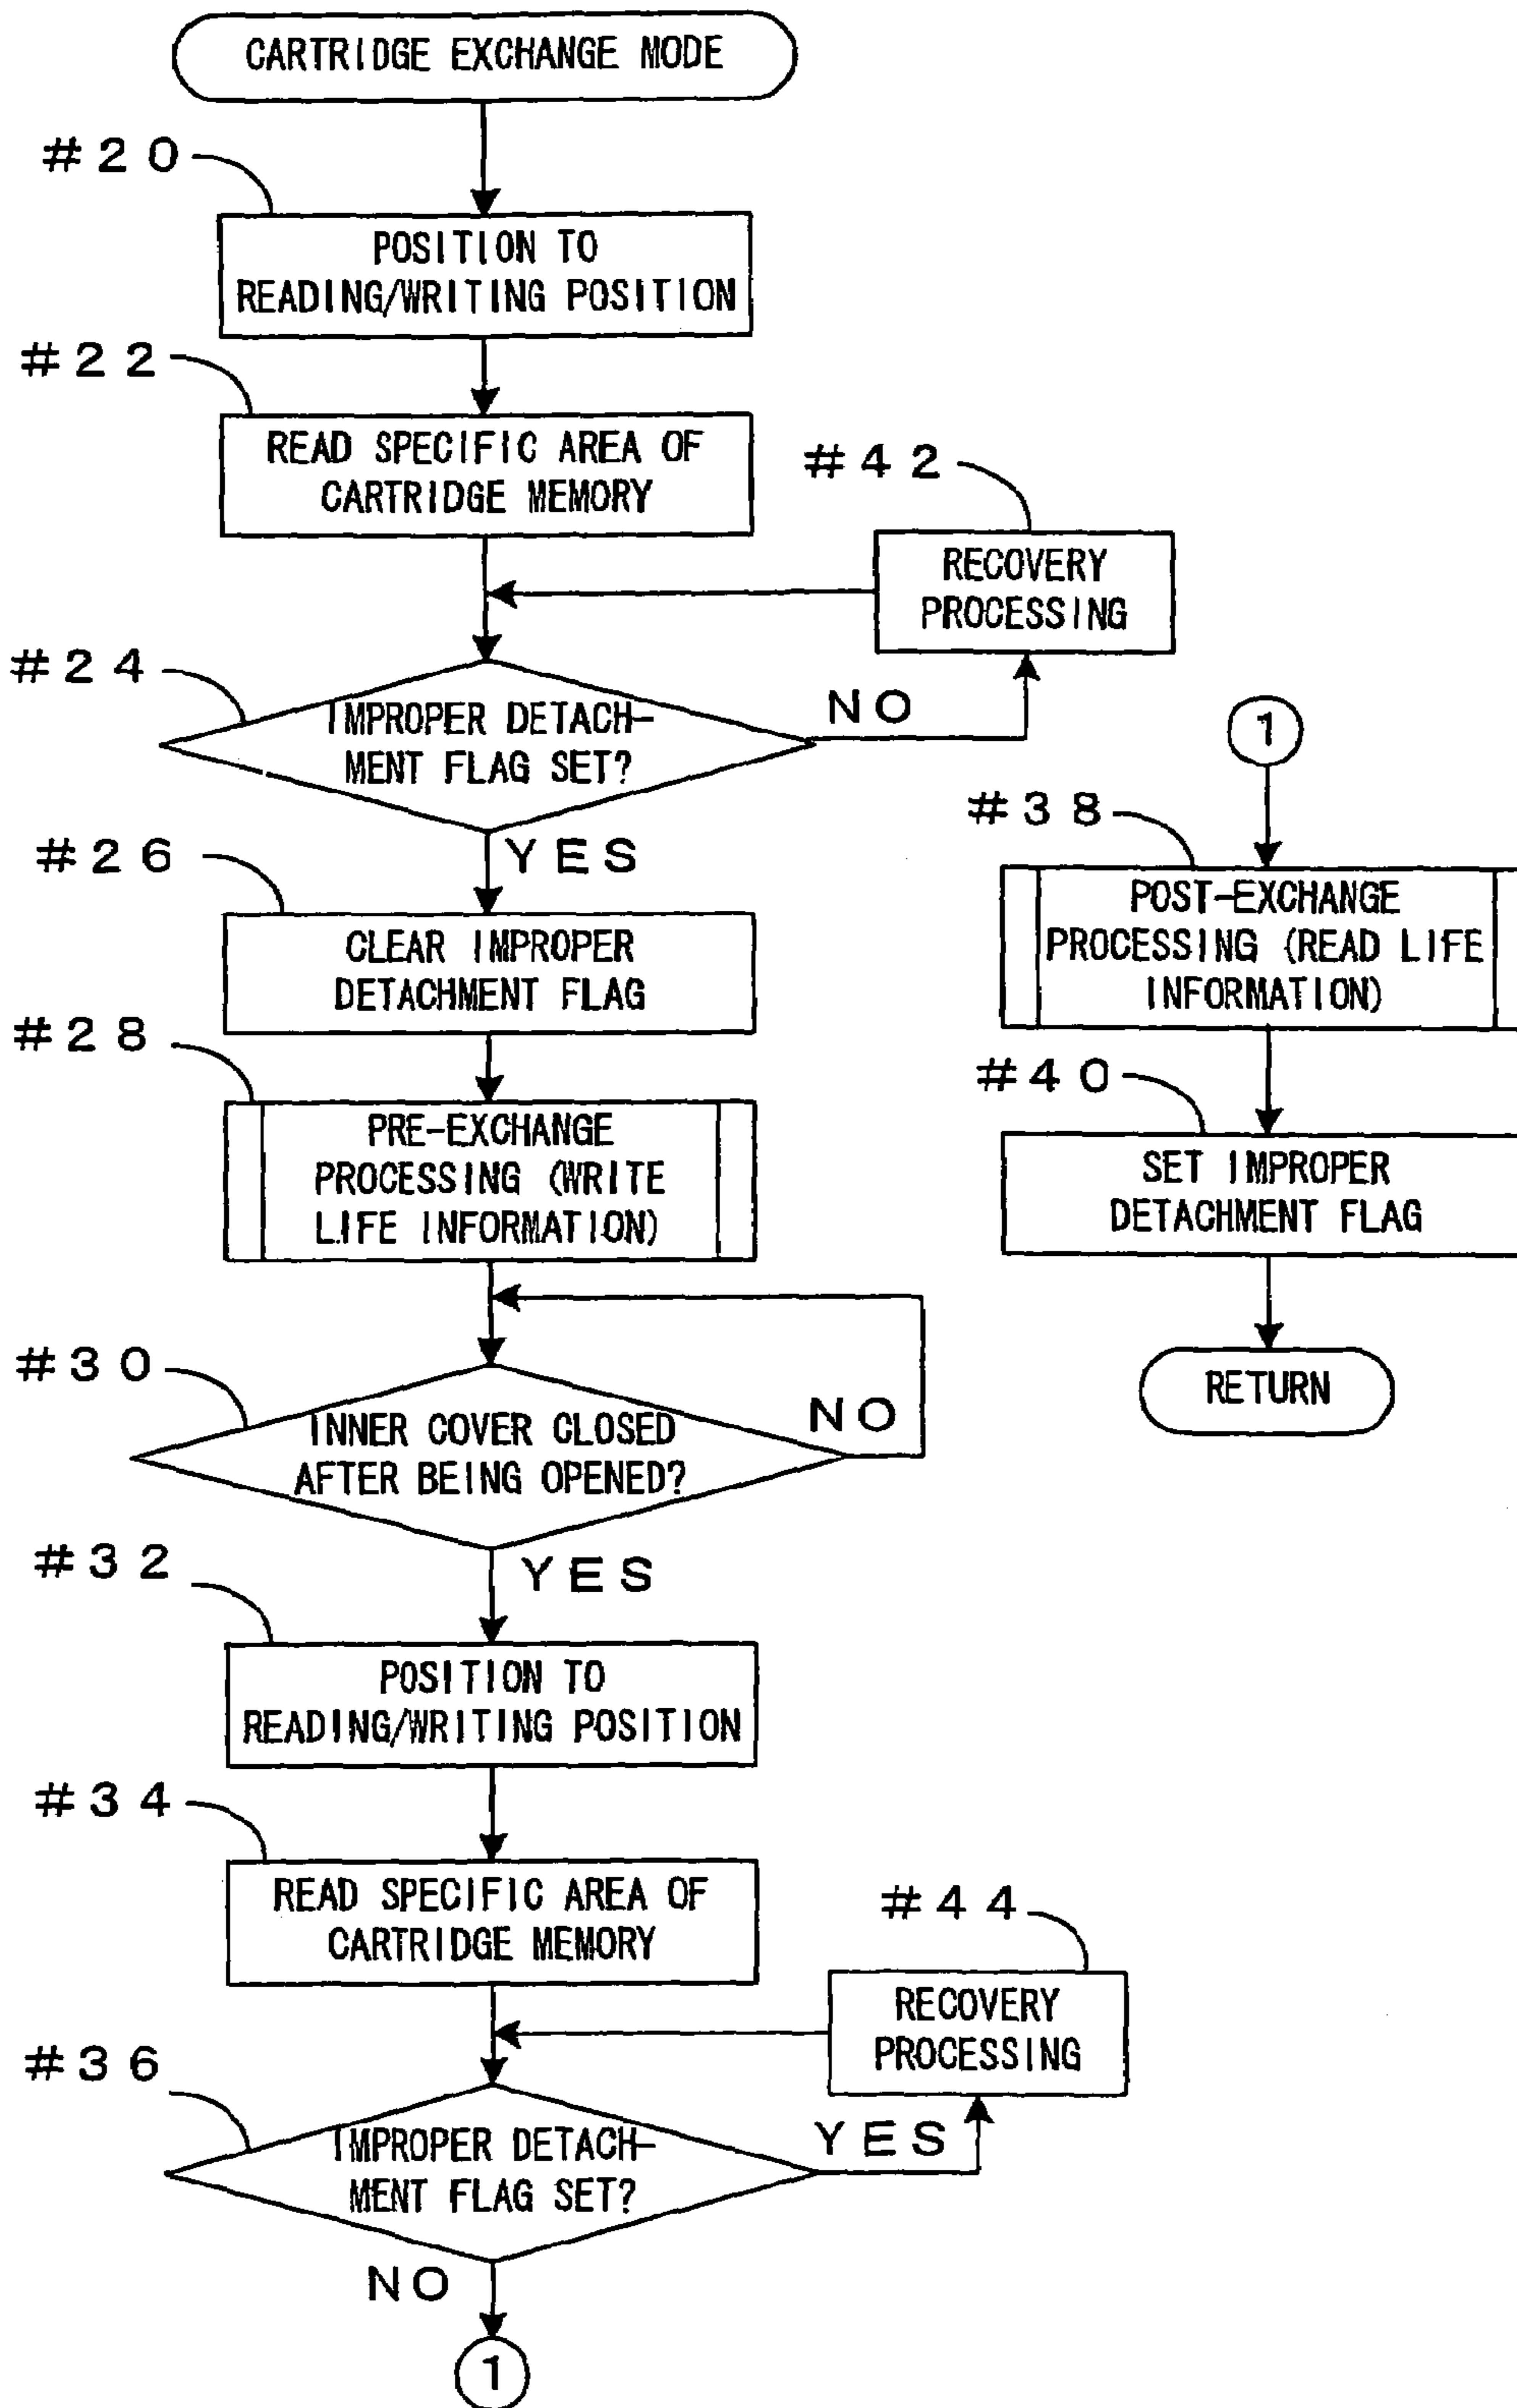 CARTRIDGE EXCHANGE MODE
#20
POSITION TO
READING/WRITING POSITION
#22
READ SPECIFIC AREA OF
CARTRIDGE MEMORY
#42
RECOVERY
PROCESSING
#24
IMPROPER DETACH-
MENT FLAG SET?
NO
YES
#26
CLEAR IMPROPER
DETACHMENT FLAG
#28
PRE-EXCHANGE
PROCESSING (WRITE
LIFE INFORMATION)
#30
INNER COVER CLOSED
AFTER BEING OPENED?
NO
YES
#32
POSITION TO
READING/WRITING POSITION
#34
READ SPECIFIC AREA OF
CARTRIDGE MEMORY
#44
RECOVERY
PROCESSING
#36
IMPROPER DETACH-
MENT FLAG SET?
YES
NO
1
1
#38
POST-EXCHANGE
PROCESSING (READ LIFE
INFORMATION)
#40
SET IMPROPER
DETACHMENT FLAG
RETURN